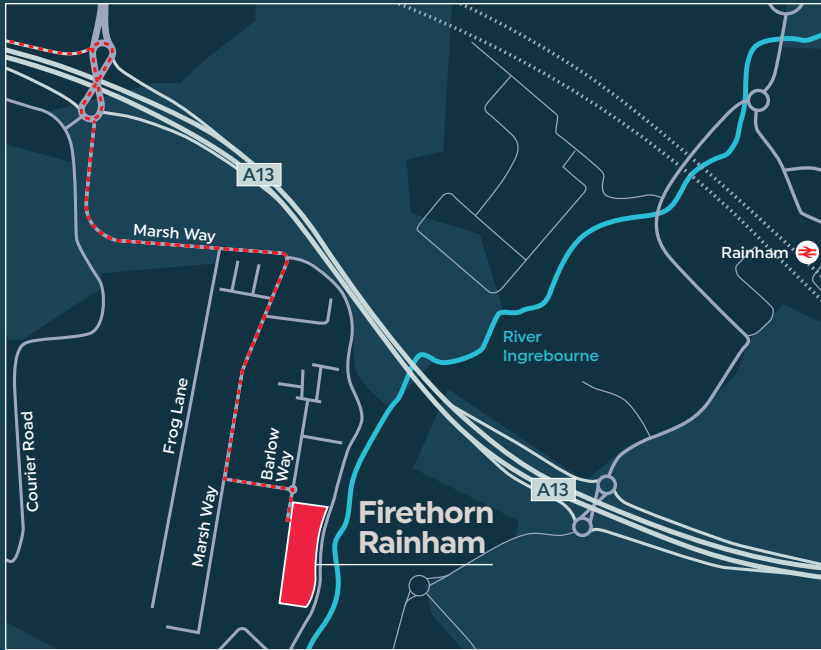 A13
Marsh Way
Rainham
River
Ingrebourne
Frog Lane
Courier Road
Barlow
Way
Marsh Way
A13
Firethorn
Rainham